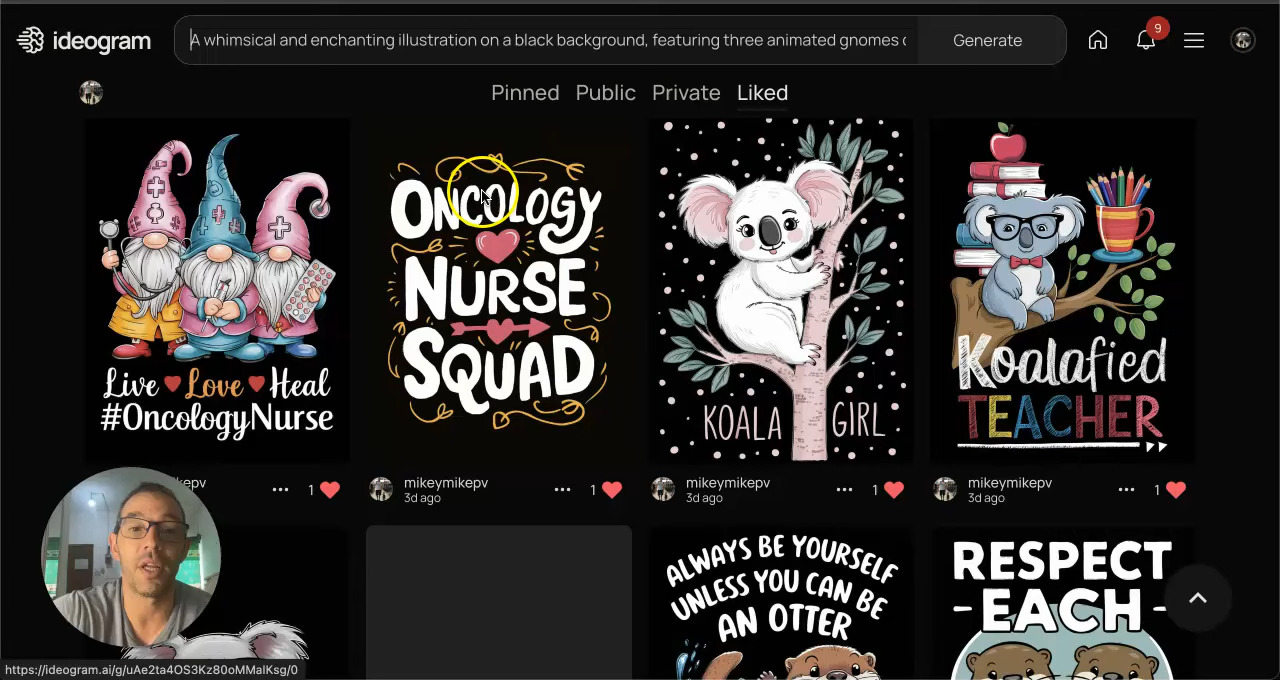 ideogram
A whimsical and enchanting illustration on a black background, featuring three animated gnomes
Generate
9
Pinned Public Private Liked
Live Love Heal
#OncologyNurse
ONCOLOGY
NURSE
SQUAD
KOALA GIRL
Koalafied
TEACHER
pv
1
mikeymikepv
3d ago
1
mikeymikepv
3d ago
1
mikeymikepv
3d ago
1
ALWAYS BE YOURSELF
UNLESS YOU CAN BE
AN OTTER
RESPECT
-EACH-
https://ideogram.ai/g/uAe2ta4OS3Kz80oMMaIKsg/0